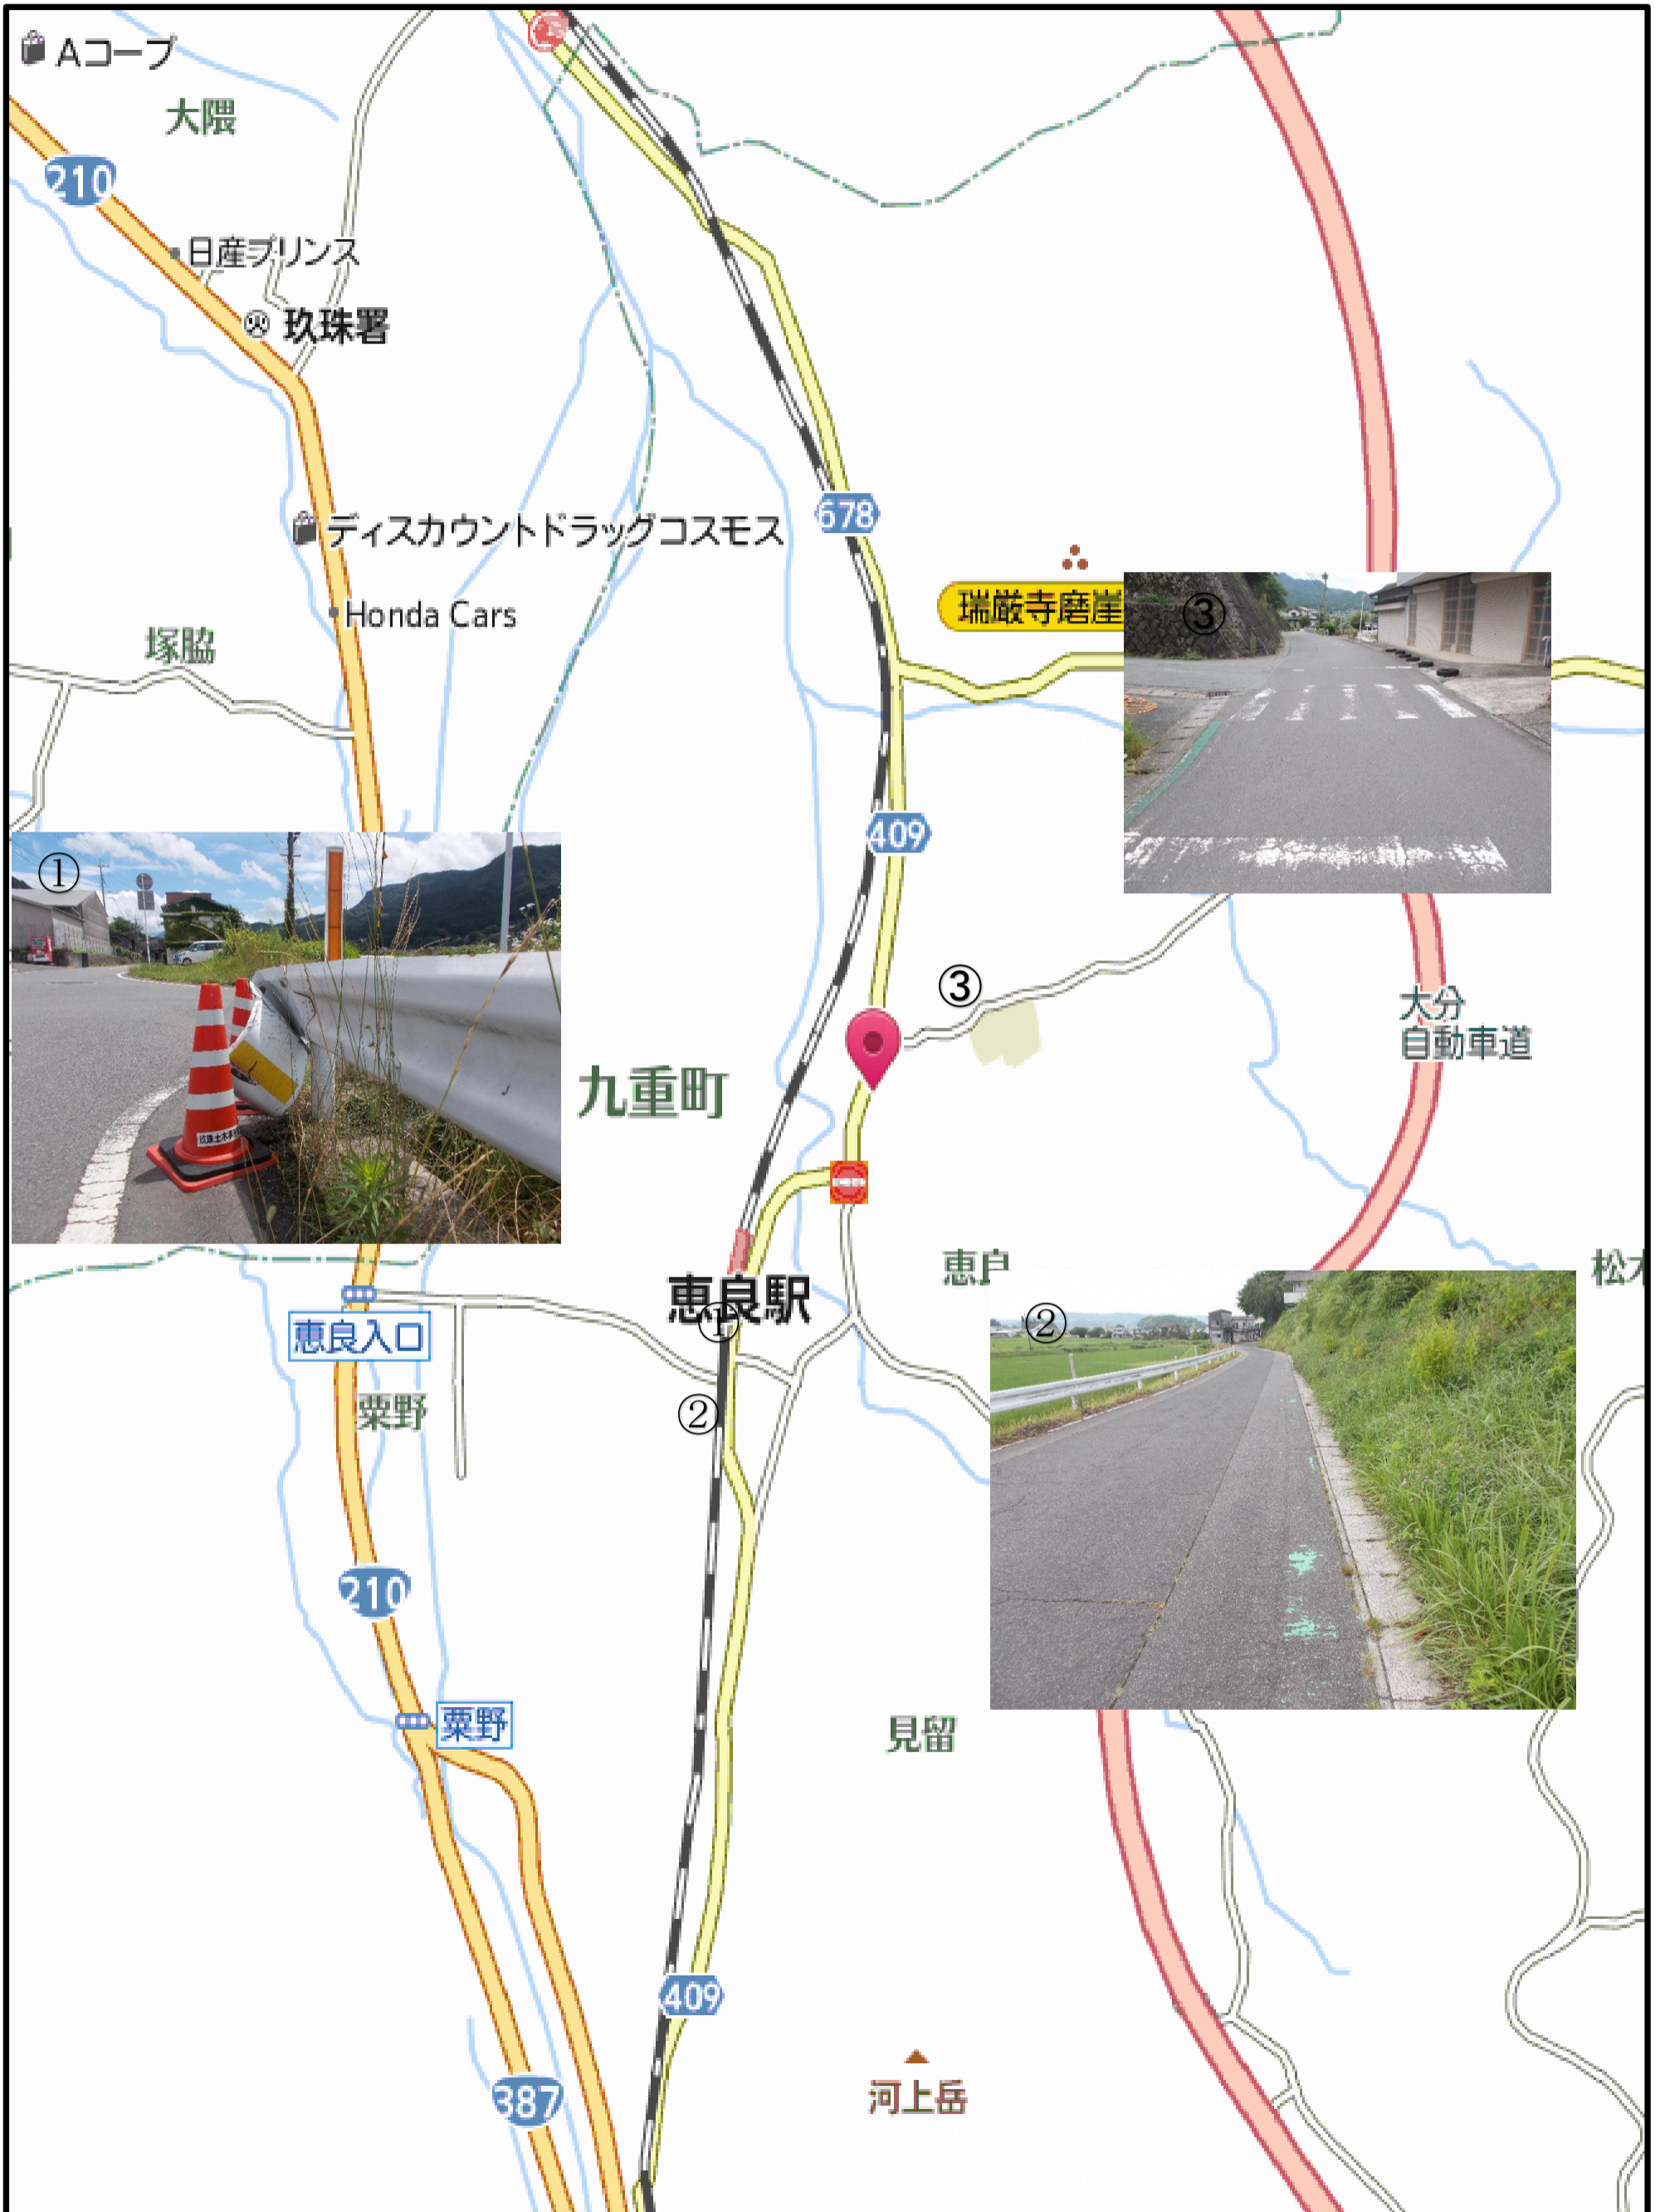 Aコープ
大隈
210
日産プリンス
玖珠署
678
ディスカウントドラッグコスモス
瑞厳寺磨崖
③
Honda Cars
塚脇
409
①
③
大分
自動車道
九重町
恵良
松木
恵良駅
①
恵良入口
②
粟野
②
210
粟野
見留
409
387
河上岳